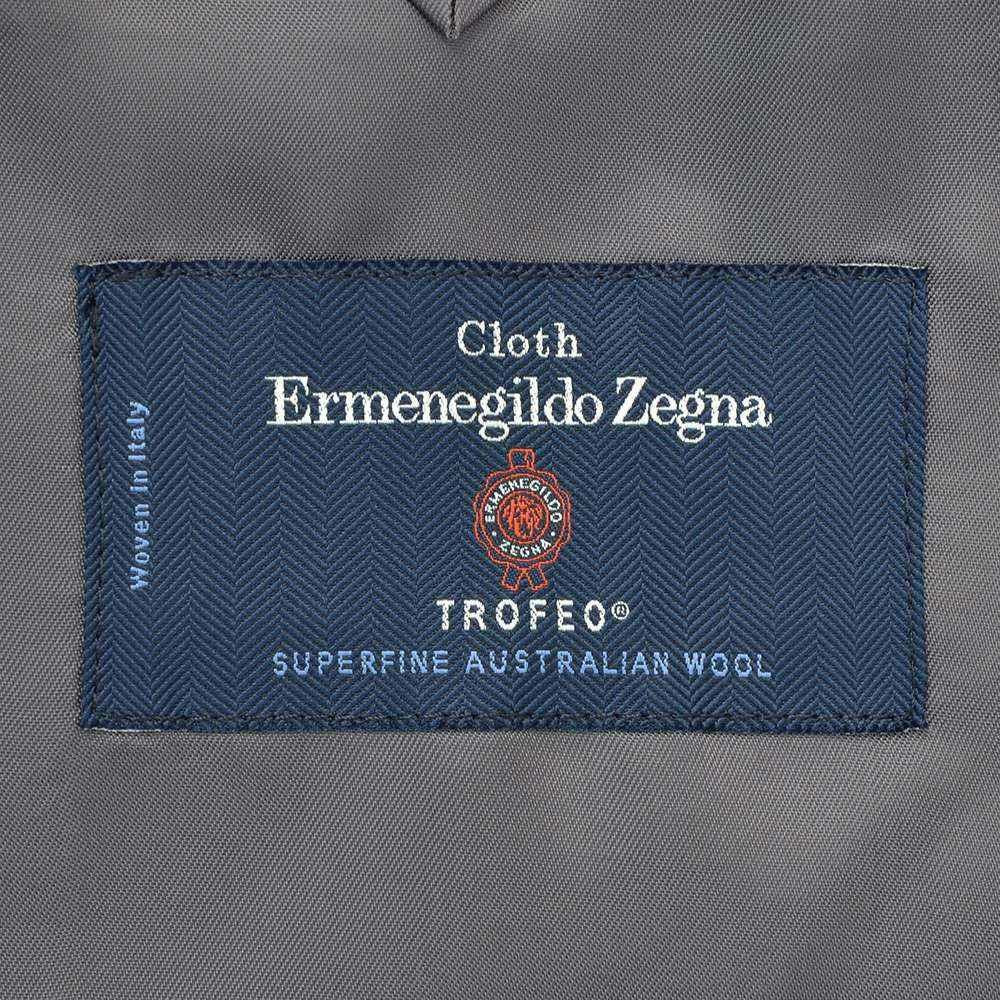 Cloth
Ermenegildo Zegna
ERMENEGILDO
· ZEGNA ·
TROFEO®
SUPERFINE AUSTRALIAN WOOL
Woven in Italy